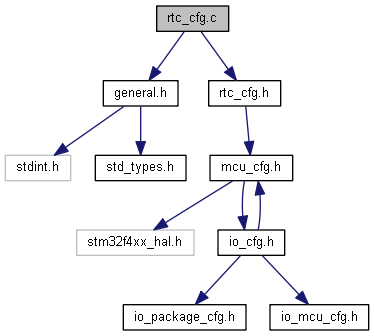 rtc_cfg.c
general.h
rtc_cfg.h
stdint.h
std_types.h
mcu_cfg.h
stm32f4xx_hal.h
io_cfg.h
io_package_cfg.h
io_mcu_cfg.h